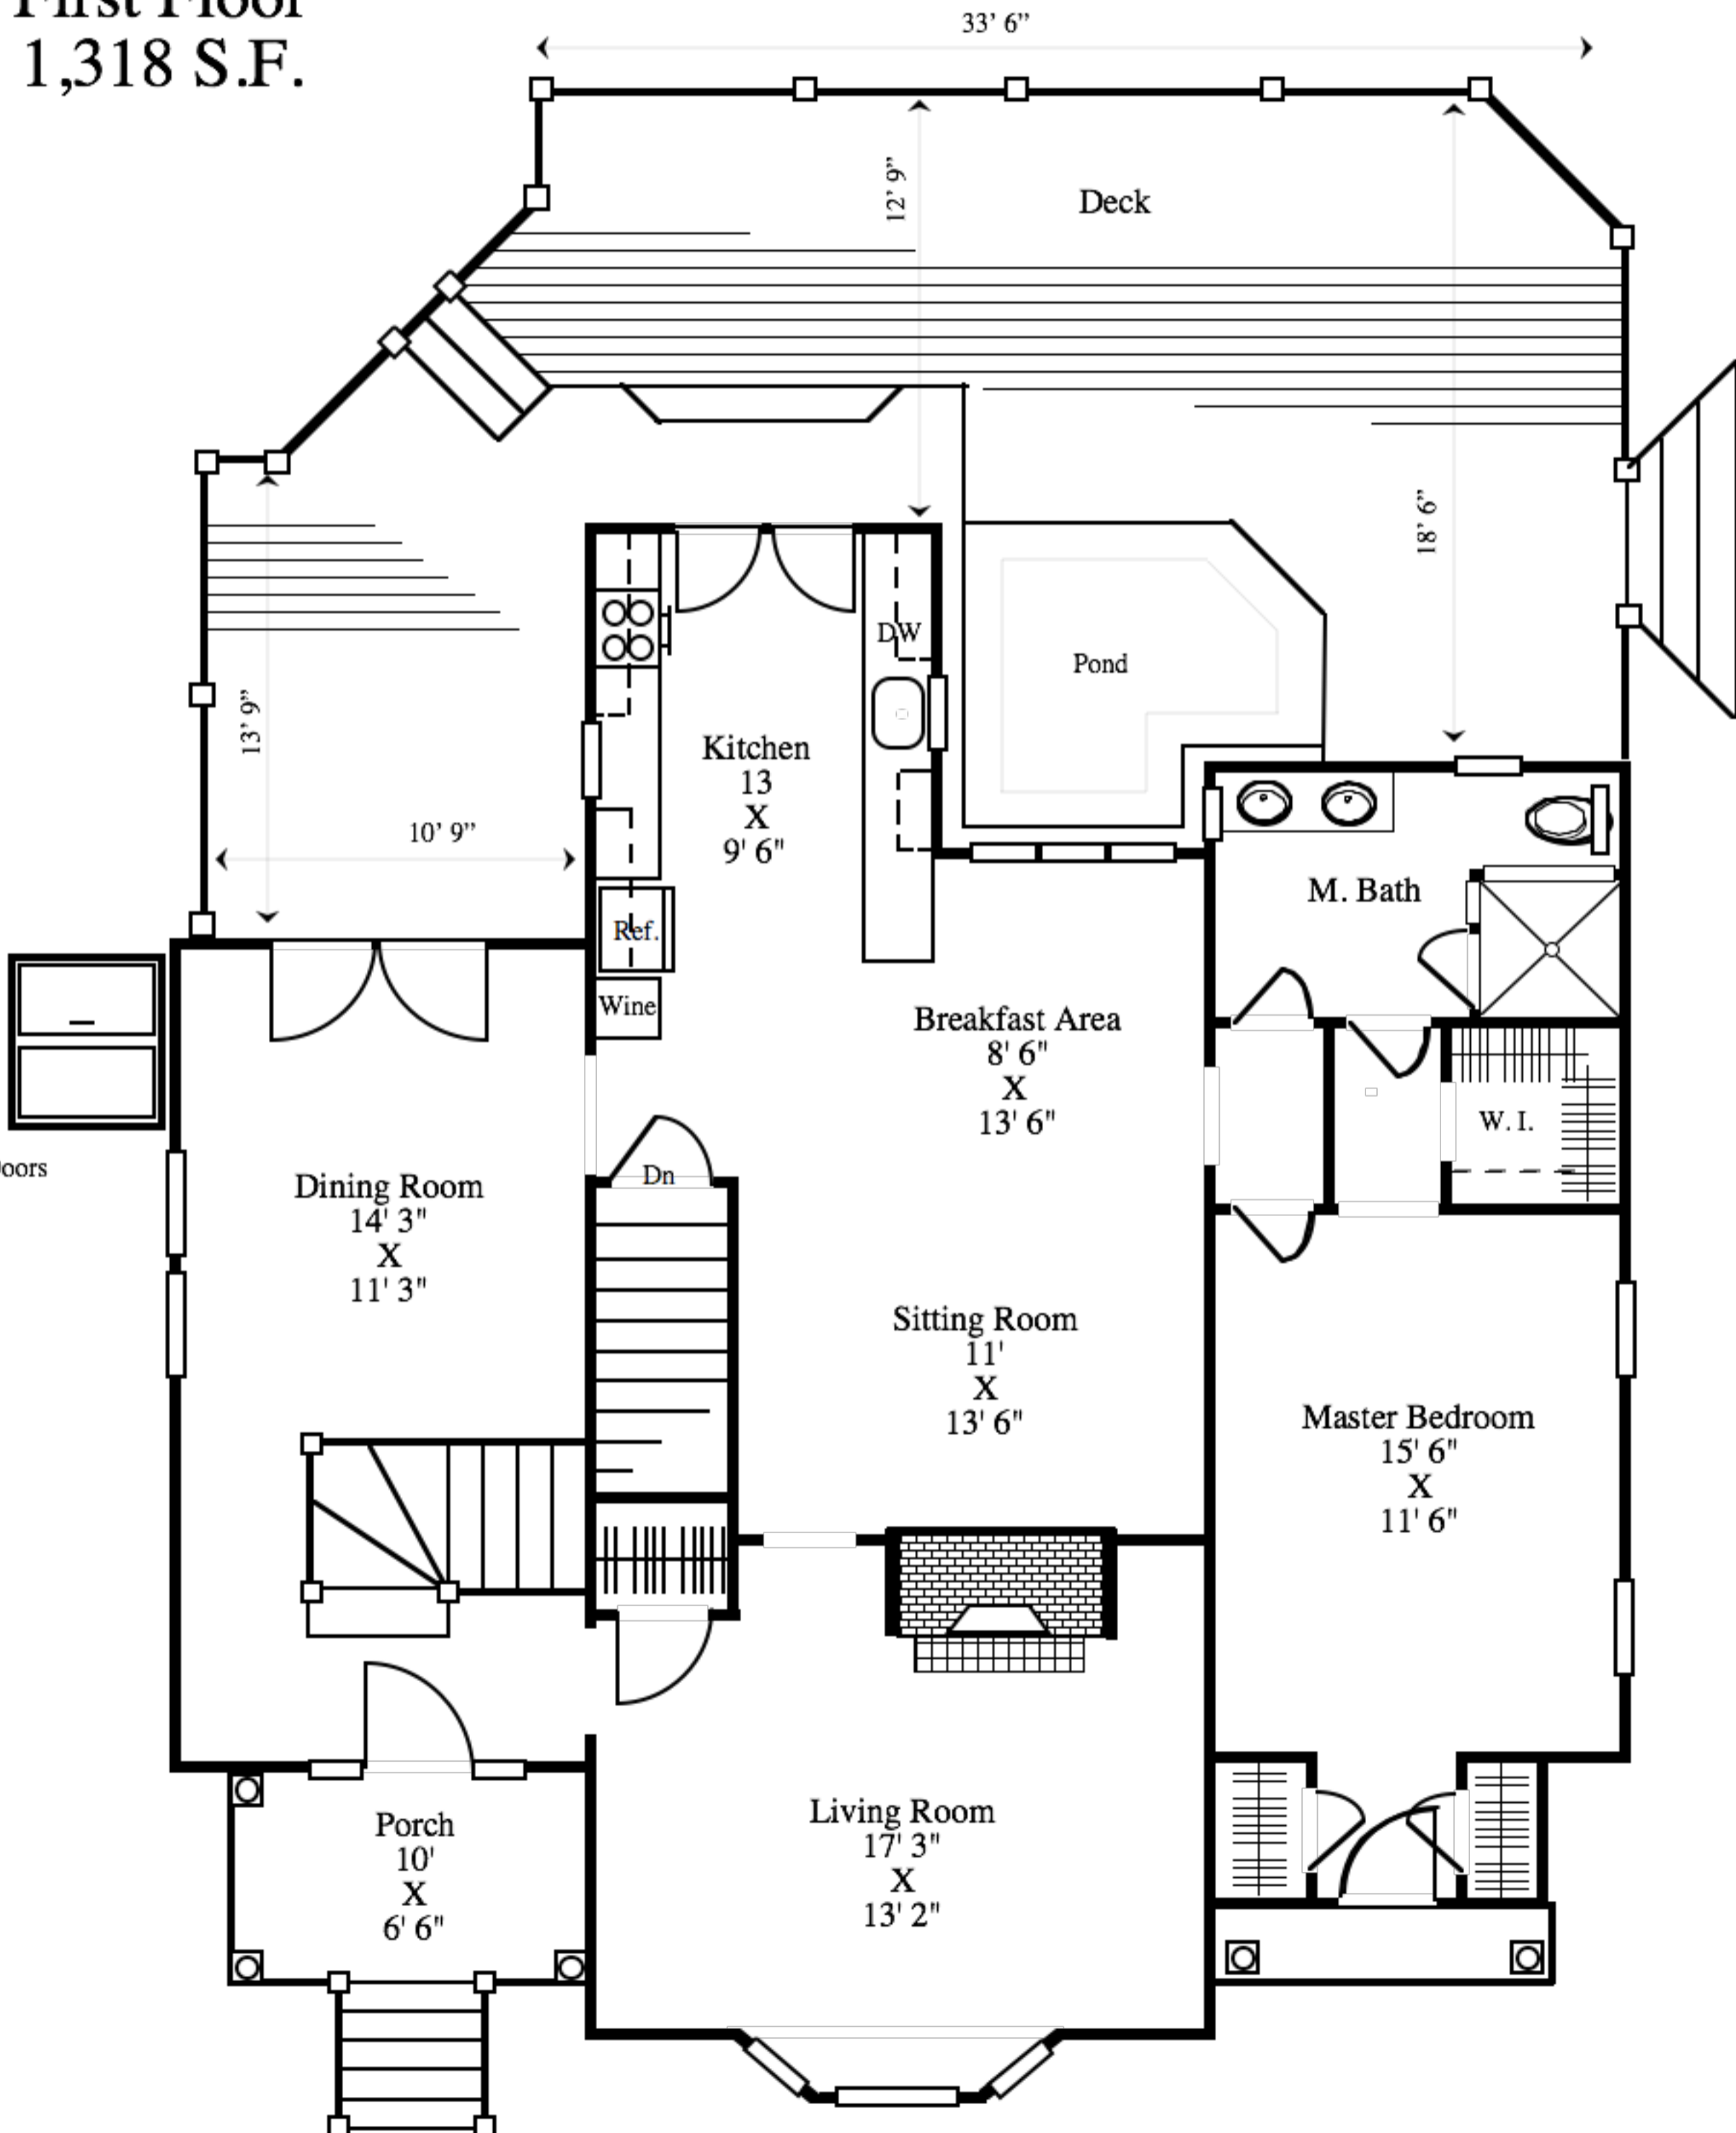 First Floor
1,318 S.F.
33’ 6”
12’ 9”
Deck
18’ 6”
13’ 9”
10’ 9”
DW
Pond
Kitchen
13
X
9' 6"
Ref.
Wine
M. Bath
Breakfast Area
8' 6"
X
13' 6"
W. I.
Dn
Dining Room
14' 3"
X
11' 3"
Sitting Room
11'
X
13' 6"
Master Bedroom
15' 6"
X
11' 6"
Porch
10'
X
6' 6"
Living Room
17' 3"
X
13' 2"